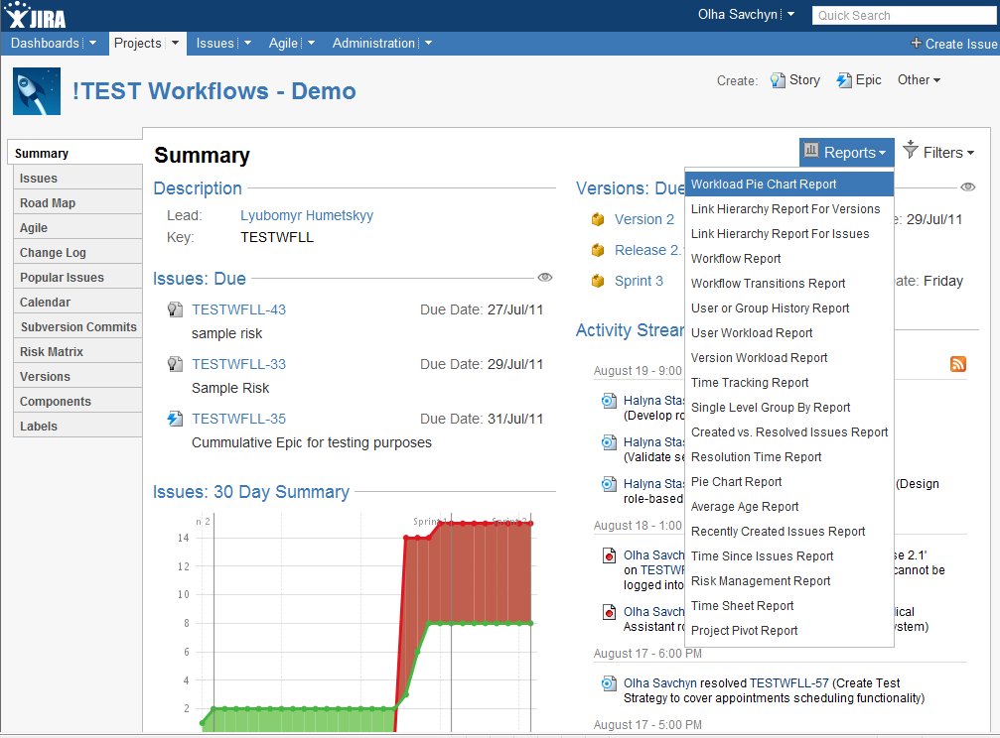 JIRA
Olha Savchyn
Quick Search
Dashboards
Projects
Issues
Agile
Administration
Create Issue
!TEST Workflows - Demo
Create:
Story
Epic
Other
Summary
Issues
Road Map
Agile
Change Log
Popular Issues
Calendar
Subversion Commits
Risk Matrix
Versions
Components
Labels
Summary
Reports
Filters
Description
Lead: Lyubomyr Humetskyy
Key: TESTWFLL
Issues: Due
TESTWFLL-43 Due Date: 27/Jul/11
sample risk
TESTWFLL-33 Due Date: 29/Jul/11
Sample Risk
TESTWFLL-35 Due Date: 31/Jul/11
Cummulative Epic for testing purposes
Issues: 30 Day Summary
n 2
Sprint 1
14
12
10
8
6
4
2
Versions: Due
Version 2 e: 29/Jul/11
Release 2.
Sprint 3 ate: Friday
Workload Pie Chart Report
Link Hierarchy Report For Versions
Link Hierarchy Report For Issues
Workflow Report
Workflow Transitions Report
User or Group History Report
User Workload Report
Version Workload Report
Time Tracking Report
Single Level Group By Report
Created vs. Resolved Issues Report
Resolution Time Report
Pie Chart Report
Average Age Report
Recently Created Issues Report
Time Since Issues Report
Risk Management Report
Time Sheet Report
Project Pivot Report
Activity Strear
August 19 - 9:00
Halyna Stas
(Develop ro
Halyna Stas
(Validate se
Halyna Stas (Design
role-based
August 18 - 1:00
Olha Savch se 2.1'
on TESTWF cannot be
logged into
Olha Savch ical
Assistant ro ystem)
August 17 - 6:00 PM
Olha Savchyn resolved TESTWFLL-57 (Create Test
Strategy to cover appointments scheduling functionality)
August 17 - 5:00 PM